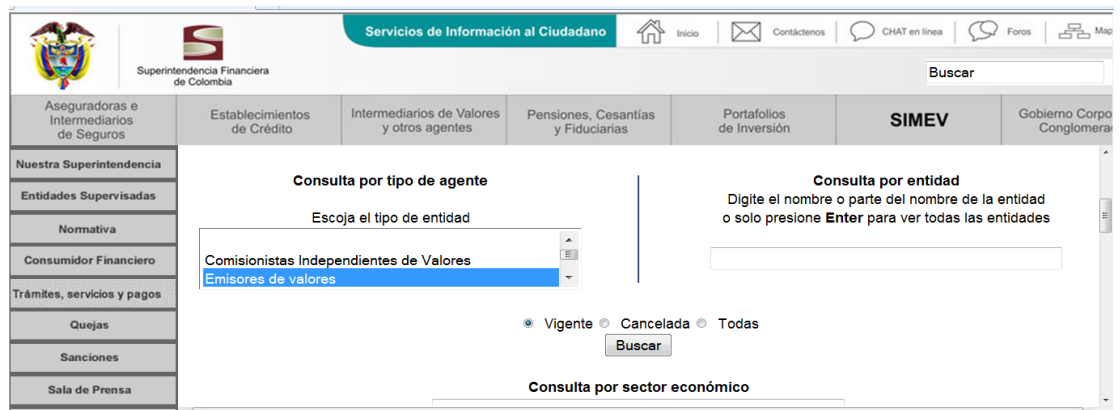 Servicios de Información al Ciudadano
Inicio
Contáctenos
CHAT en línea
Foros
Map
Superintendencia Financiera
de Colombia
Buscar
Aseguradoras e
Intermediarios
de Seguros
Establecimientos
de Crédito
Intermediarios de Valores
y otros agentes
Pensiones, Cesantías
y Fiduciarias
Portafolios
de Inversión
SIMEV
Gobierno Corpo
Conglomera
Nuestra Superintendencia
Entidades Supervisadas
Normativa
Consumidor Financiero
Trámites, servicios y pagos
Quejas
Sanciones
Sala de Prensa
Consulta por tipo de agente
Escoja el tipo de entidad
Comisionistas Independientes de Valores
Emisores de valores
Consulta por entidad
Digite el nombre o parte del nombre de la entidad
o solo presione Enter para ver todas las entidades
Vigente Cancelada Todas
Buscar
Consulta por sector económico